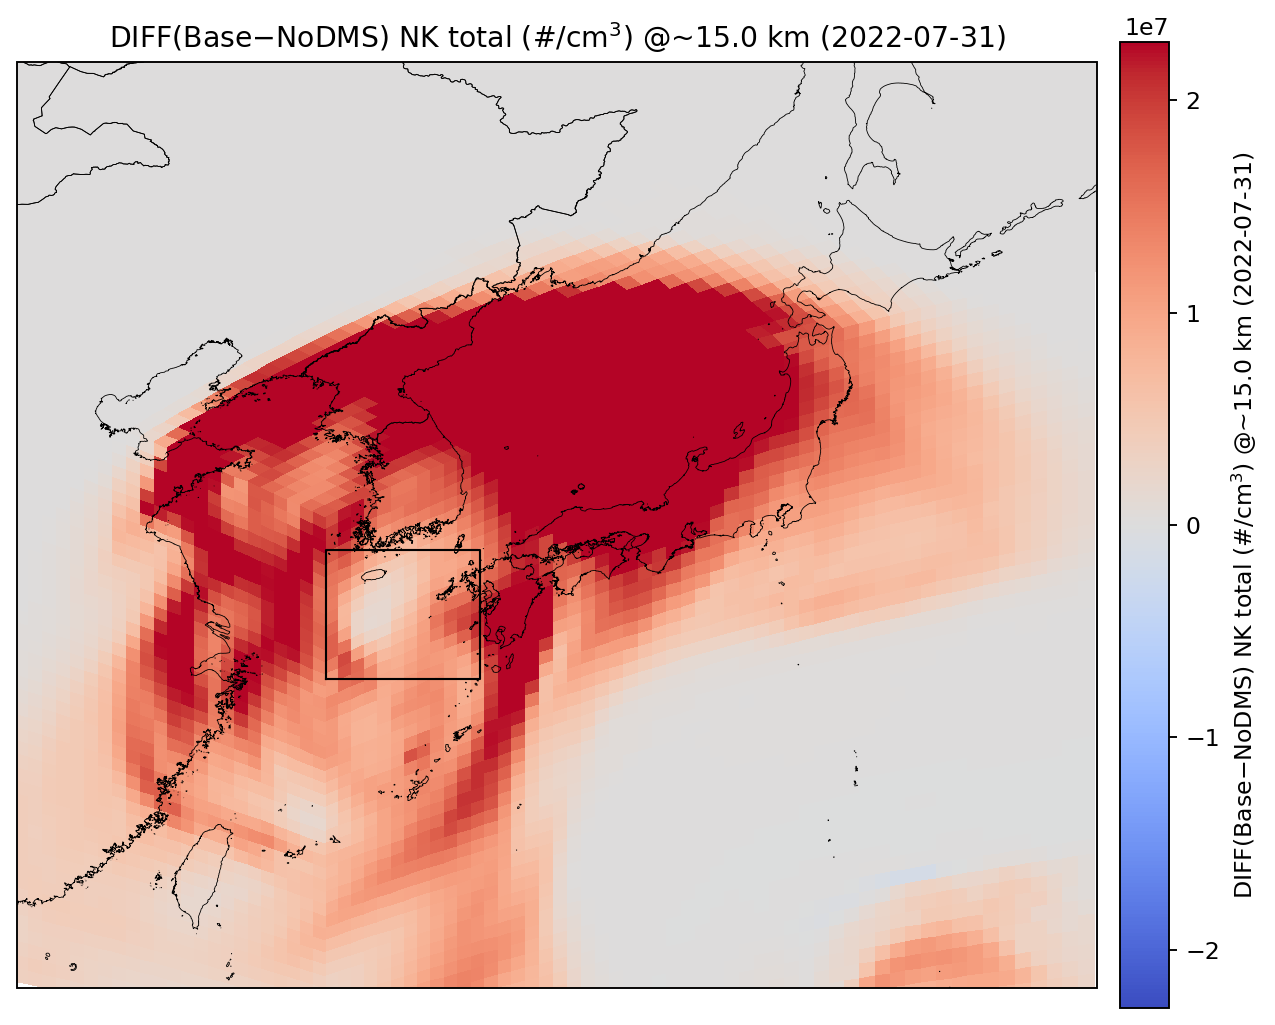 DIFF(Base−NoDMS) NK total (#/cm³) @~15.0 km (2022-07-31)
1e7
2
1
0
−1
−2
DIFF(Base−NoDMS) NK total (#/cm³) @~15.0 km (2022-07-31)